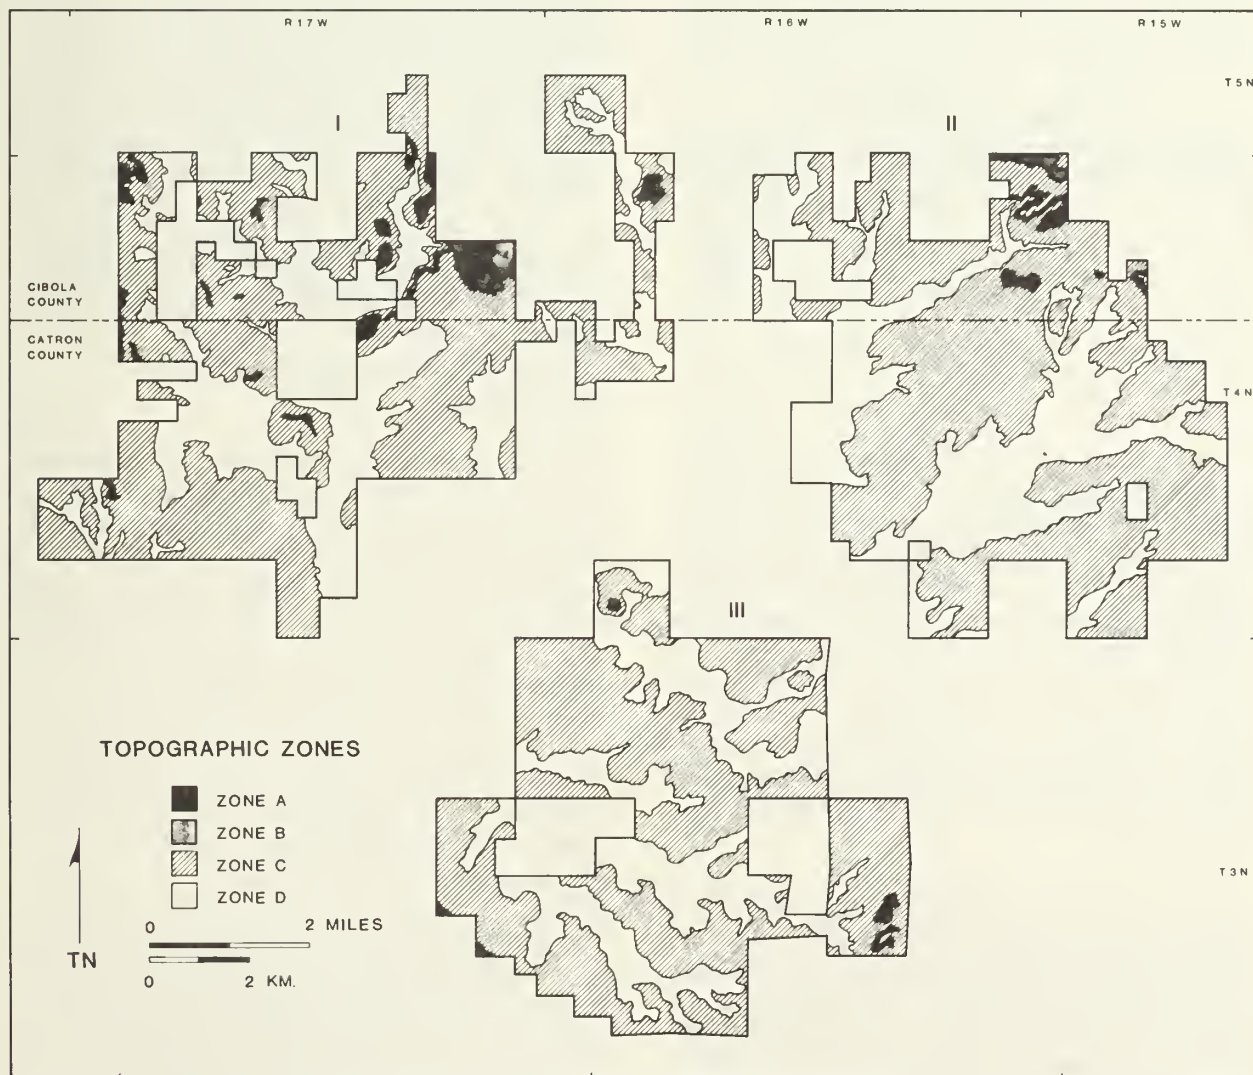 R 17 W
R 16 W
R 15 W
T 5 N
I
II
CIBOLA
COUNTY
CATRON
COUNTY
T 4 N
III
TOPOGRAPHIC ZONES
ZONE A
ZONE B
ZONE C
ZONE D
T 3 N
0 2 MILES
TN
0 2 KM.